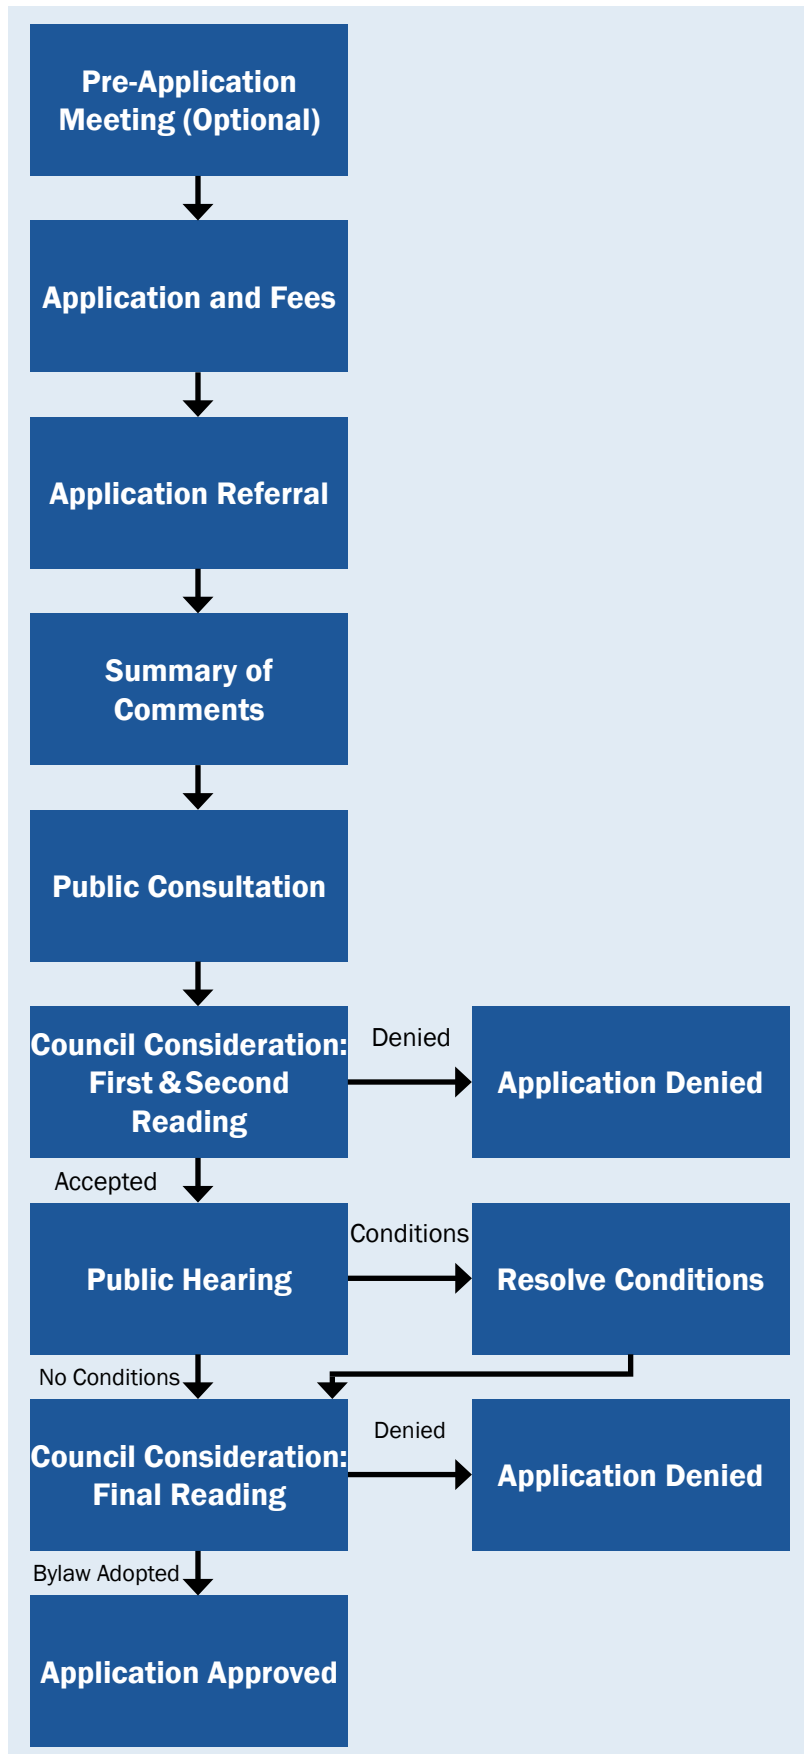 Pre-Application
Meeting (Optional)
Application and Fees
Application Referral
Summary of
Comments
Public Consultation
Council Consideration:
First & Second
Reading
Denied
Application Denied
Accepted
Public Hearing
Conditions
Resolve Conditions
No Conditions
Council Consideration:
Final Reading
Denied
Application Denied
Bylaw Adopted
Application Approved